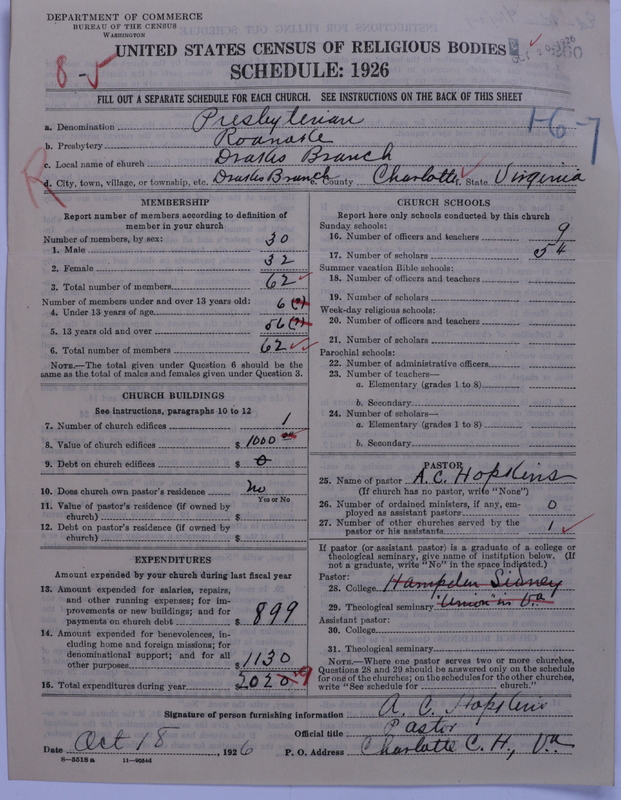 DEPARTMENT OF COMMERCE
BUREAU OF THE CENSUS
WASHINGTON
UNITED STATES CENSUS OF RELIGIOUS BODIES
SCHEDULE: 1926
8-5
FILL OUT A SEPARATE SCHEDULE FOR EACH CHURCH. SEE INSTRUCTIONS ON THE BACK OF THIS SHEET
1-6-7
a. Denomination Presbyterian
b. Presbytery Roanoke
c. Local name of church Drakes Branch
d. City, town, village, or township, etc. Drakes Branch e. County Charlotte f. State Virginia
R
MEMBERSHIP
Report number of members according to definition of
member in your church
Number of members, by sex:
1. Male 30
2. Female 32
3. Total number of members 62
Number of members under and over 13 years old:
4. Under 13 years of age 6 (?)
5. 13 years old and over 56 (?)
6. Total number of members 62
NOTE.—The total given under Question 6 should be
same as the total of males and females given under Question 3.
CHURCH BUILDINGS
See instructions, paragraphs 10 to 12
7. Number of church edifices 1
8. Value of church edifices $ 1000
9. Debt on church edifices $ 0
10. Does church own pastor's residence No
Yes or No
11. Value of pastor's residence (if owned by
church) $
12. Debt on pastor's residence (if owned by
church) $
EXPENDITURES
Amount expended by your church during last fiscal year
13. Amount expended for salaries, repairs,
and other running expenses; for im-
provements or new buildings; and for
payments on church debt $ 899
14. Amount expended for benevolences, in-
cluding home and foreign missions; for
denominational support; and for all
other purposes $ 1130
15. Total expenditures during year $ 2020 9
CHURCH SCHOOLS
Report here only schools conducted by this church
Sunday schools:
16. Number of officers and teachers 9
17. Number of scholars 54
Summer vacation Bible schools:
18. Number of officers and teachers
19. Number of scholars
Week-day religious schools:
20. Number of officers and teachers
21. Number of scholars
Parochial schools:
22. Number of administrative officers
23. Number of teachers—
a. Elementary (grades 1 to 8)
b. Secondary
24. Number of scholars—
a. Elementary (grades 1 to 8)
b. Secondary
PASTOR
25. Name of pastor A. C. Hopkins
(If church has no pastor, write "None")
26. Number of ordained ministers, if any, em-
ployed as assistant pastor 0
27. Number of other churches served by the
pastor or his assistants 1
If pastor (or assistant pastor) is a graduate of a college or
theological seminary, give name of institution below. (If
not a graduate, write "No" in the space indicated.)
Pastor:
28. College Hampden Sidney
29. Theological seminary "Union" in Va
Assistant pastor:
30. College
31. Theological seminary
NOTE.—Where one pastor serves two or more churches,
Questions 28 and 29 should be answered only on the schedule
for one of the churches; on the schedules for the other churches,
write "See schedule for church."
Signature of person furnishing information A. C. Hopkins
Official title Pastor
Date Oct 18, 1926 P. O. Address Charlotte C. H., Va
8—5518 a